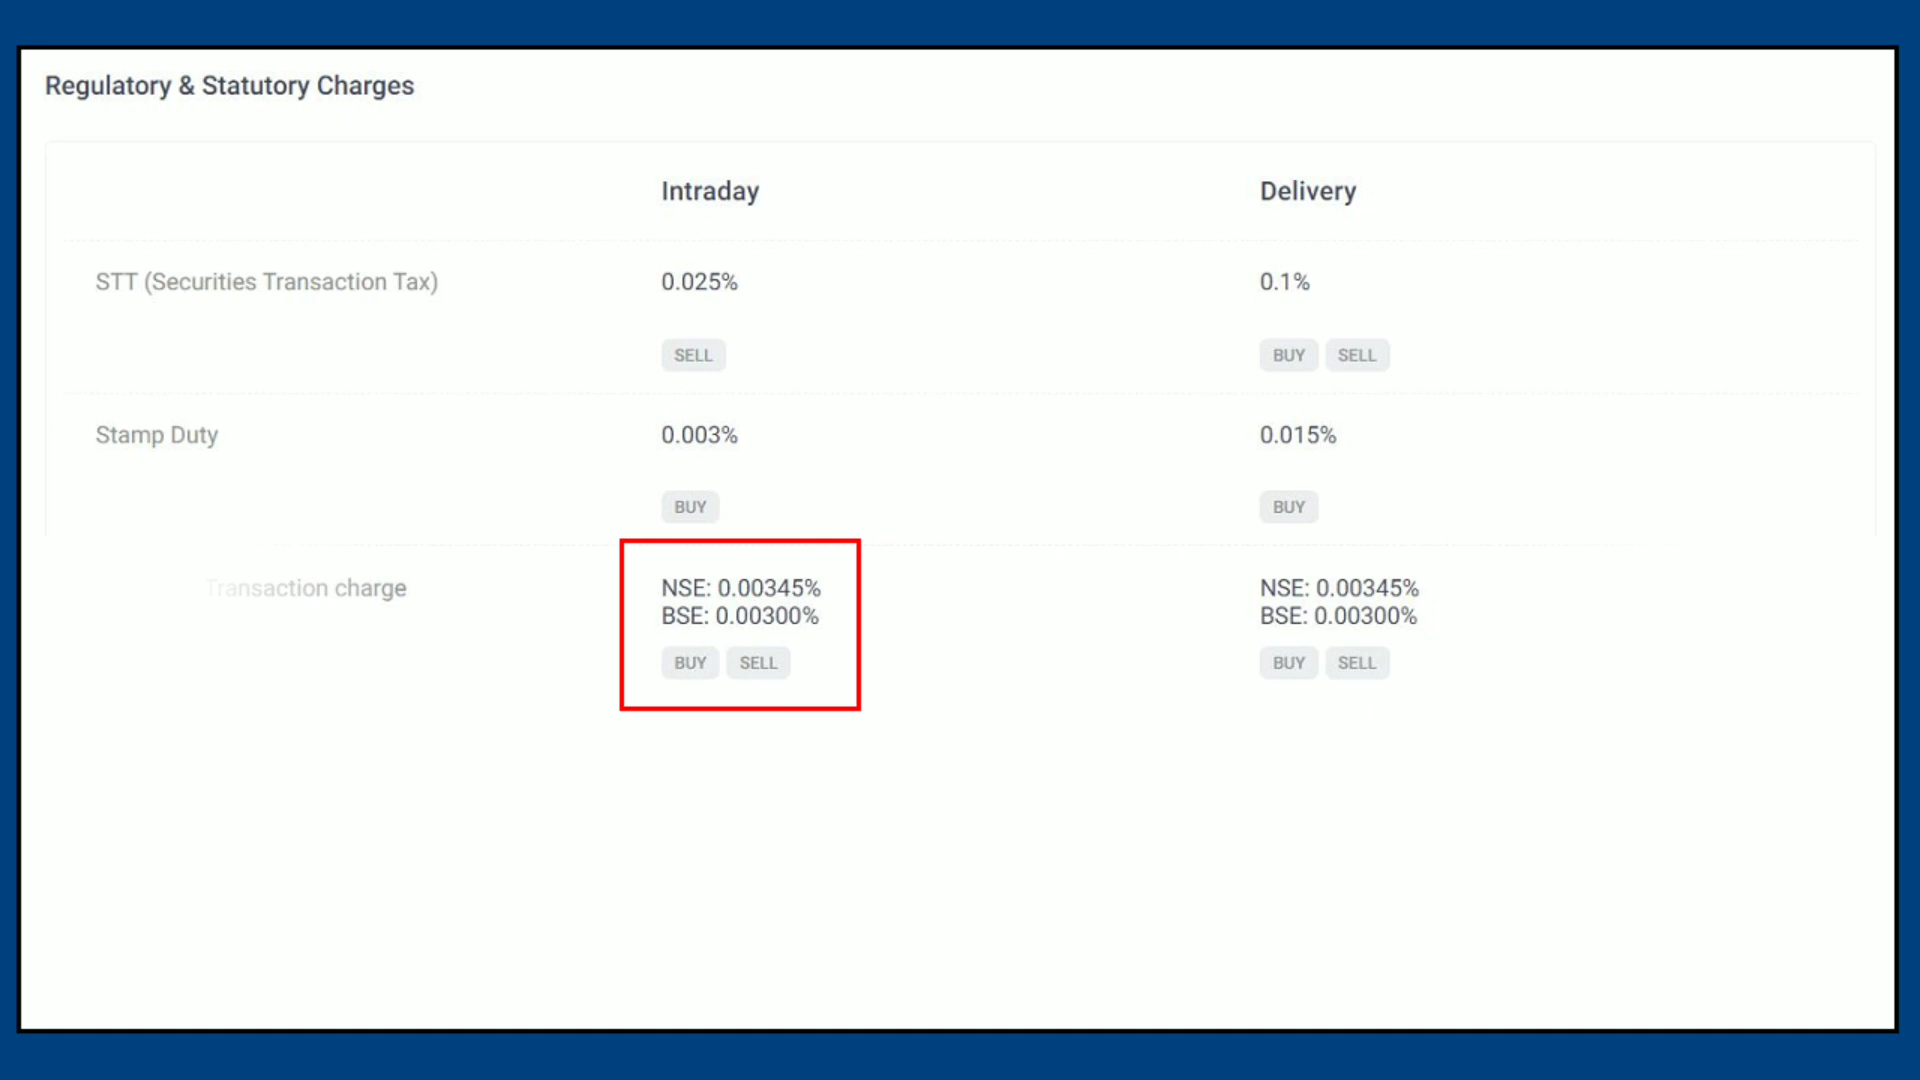 Regulatory & Statutory Charges
Intraday Delivery
STT (Securities Transaction Tax) 0.025% 0.1%
SELL BUY SELL
Stamp Duty 0.003% 0.015%
BUY BUY
Transaction charge NSE: 0.00345% NSE: 0.00345%
BSE: 0.00300% BSE: 0.00300%
BUY SELL BUY SELL